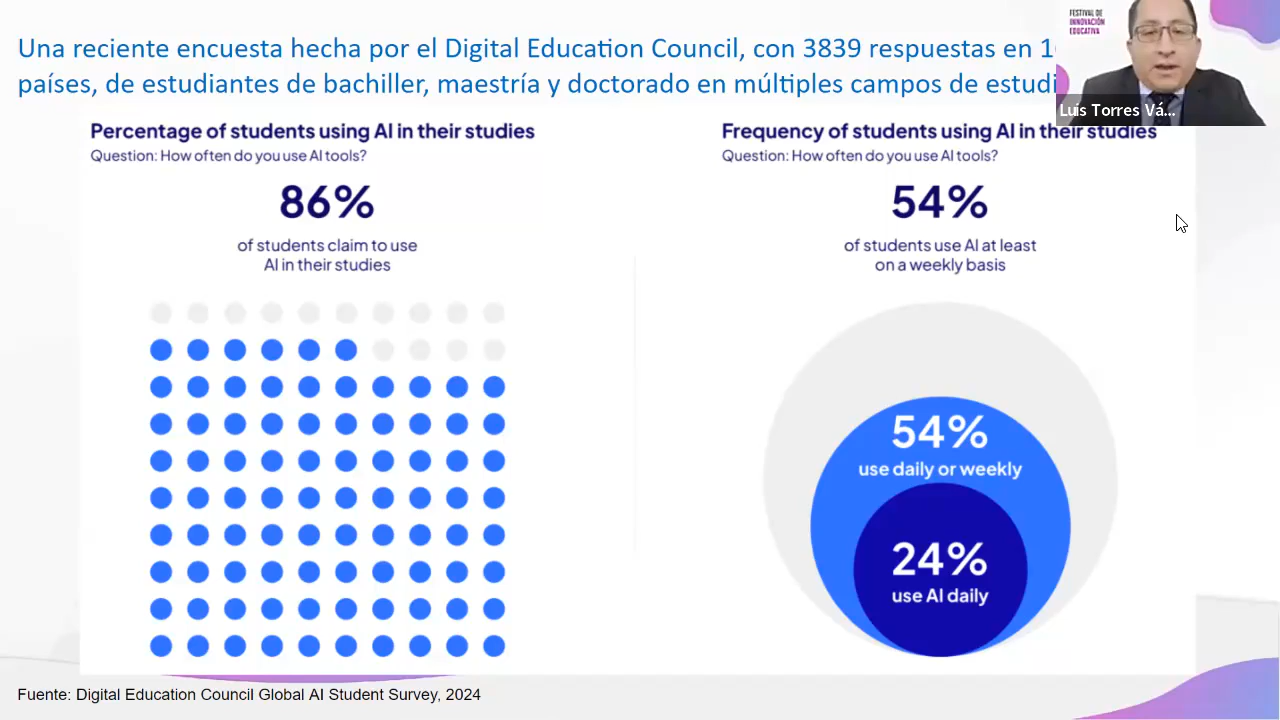 Una reciente encuesta hecha por el Digital Education Council, con 3839 respuestas en
países, de estudiantes de bachiller, maestría y doctorado en múltiples campos de
FESTIVAL DE
INNOVACIÓN
EDUCATIVA
Luis Torres Vá...
Percentage of students using AI in their studies
Question: How often do you use AI tools?
86%
of students claim to use
AI in their studies
Frequency of students using AI in their studies
Question: How often do you use AI tools?
54%
of students use AI at least
on a weekly basis
54%
use daily or weekly
24%
use AI daily
Fuente: Digital Education Council Global AI Student Survey, 2024